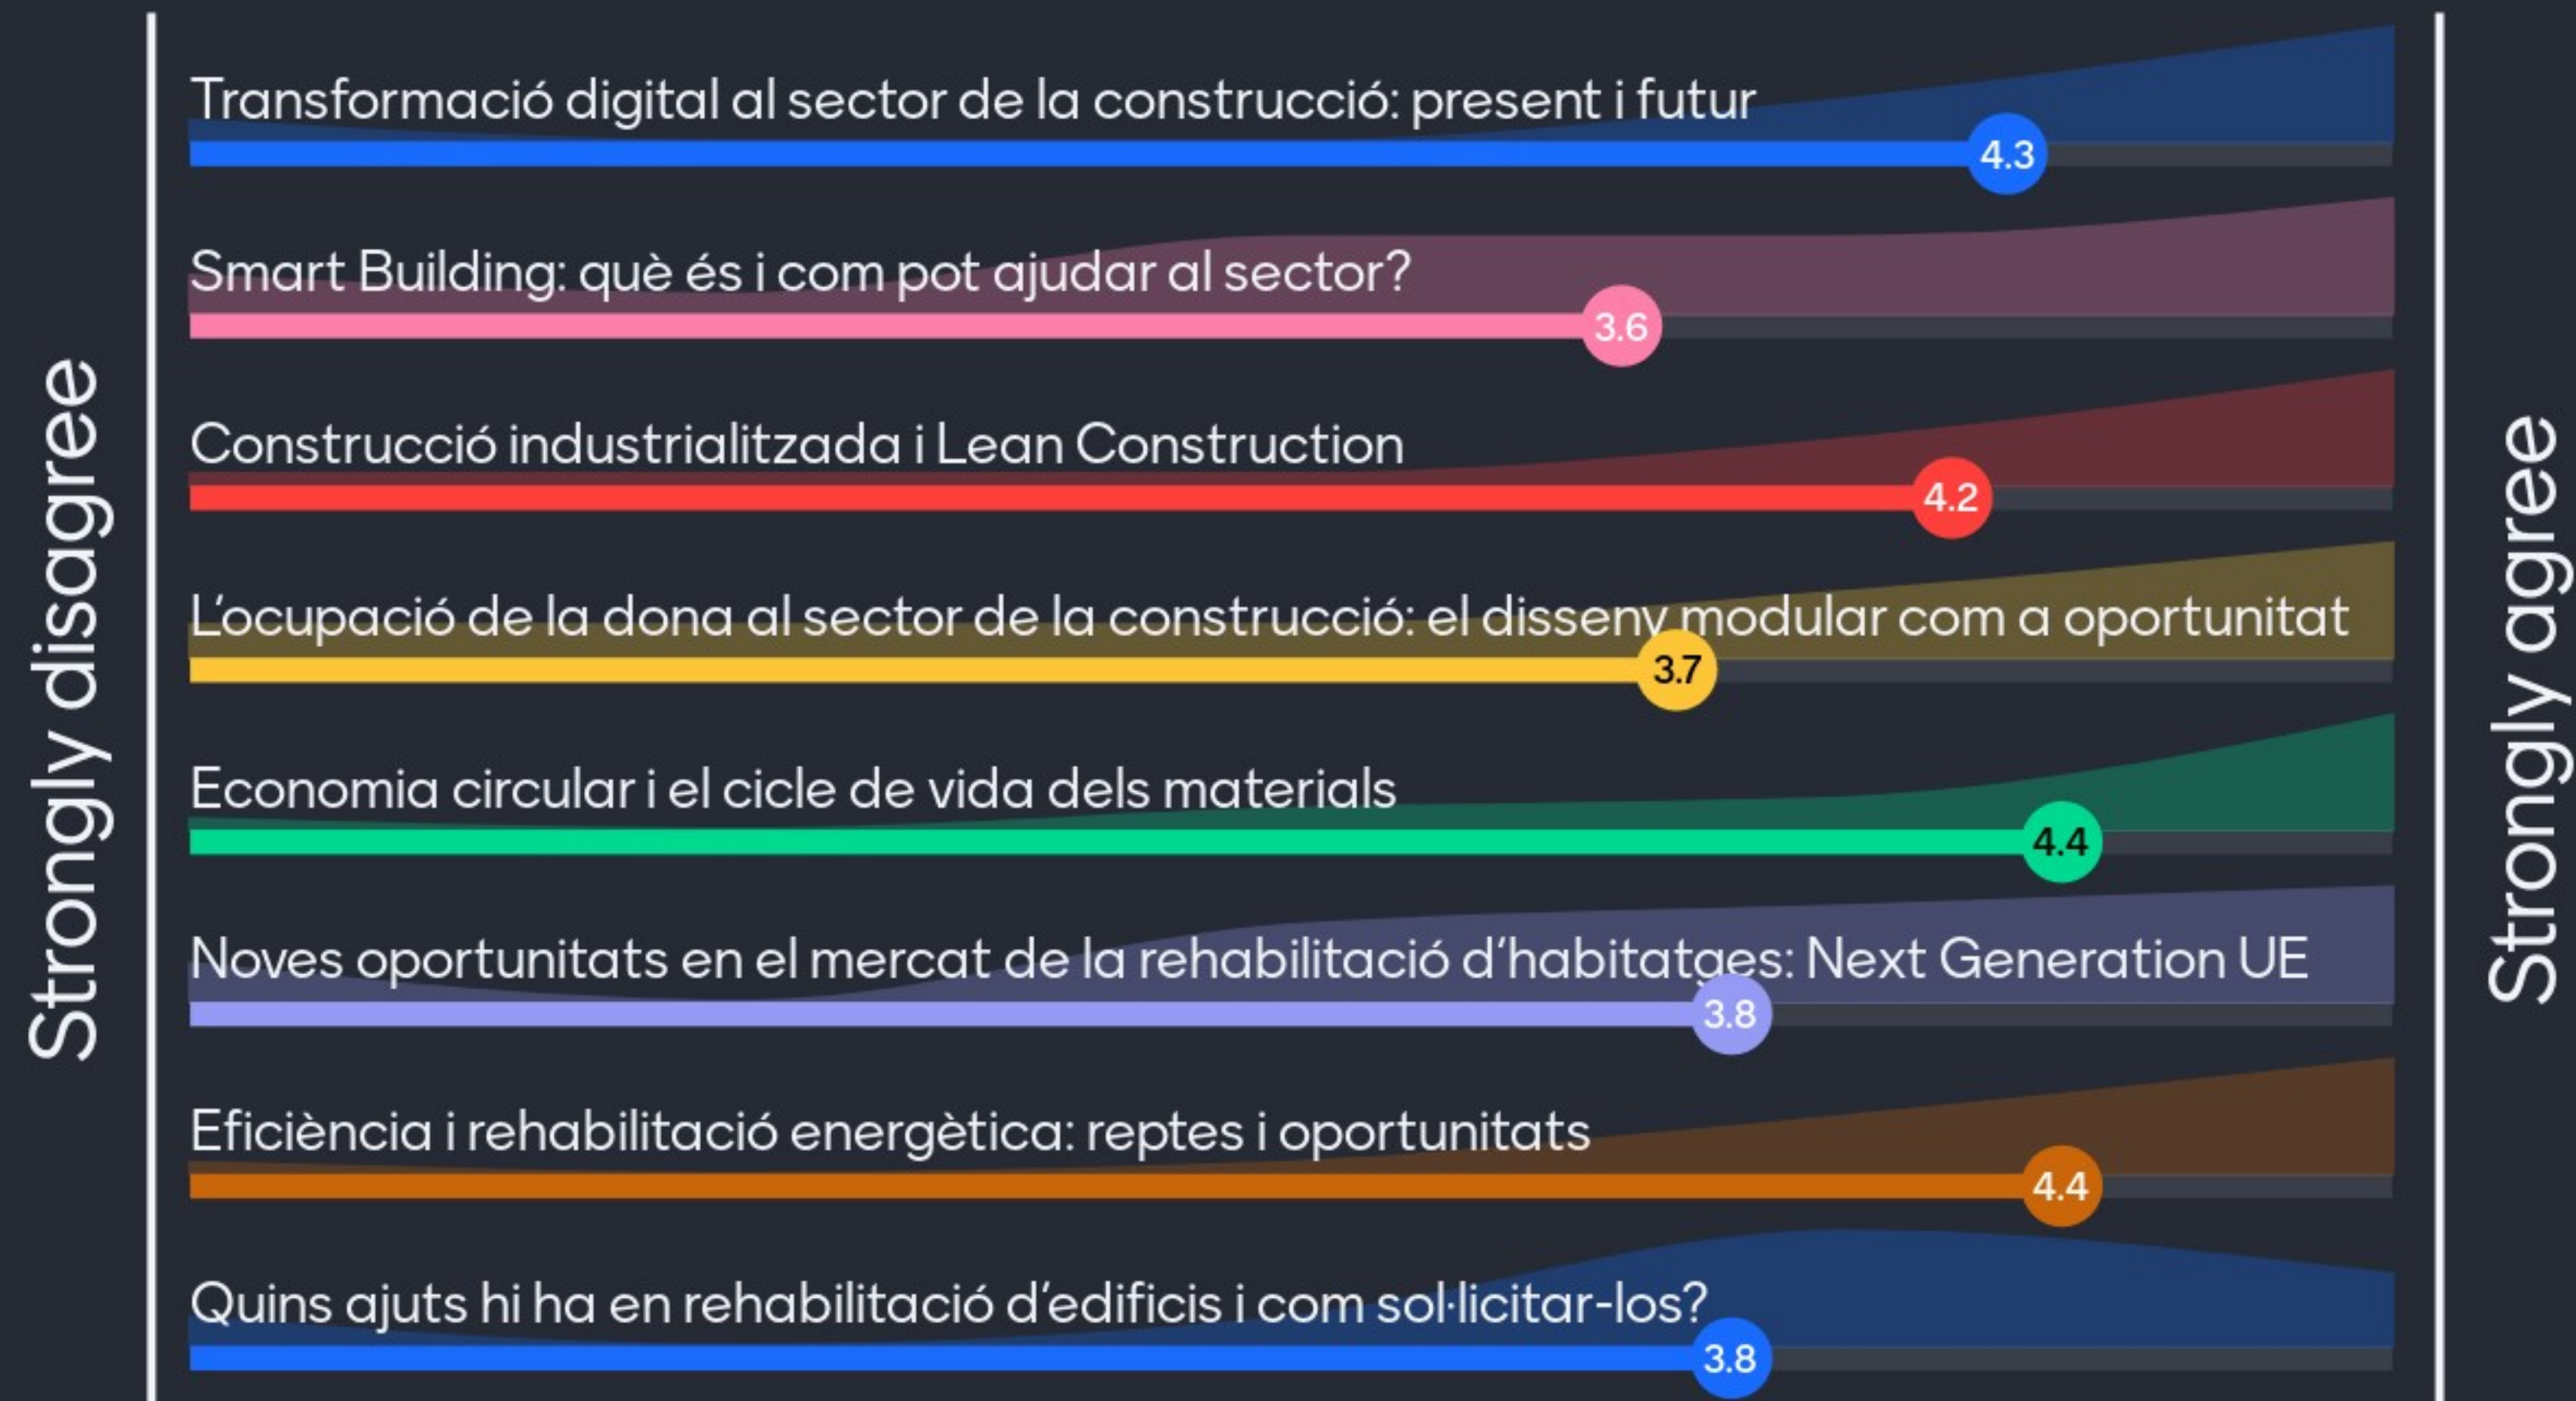 Strongly disagree
Transformació digital al sector de la construcció: present i futur
4.3
Smart Building: què és i com pot ajudar al sector?
3.6
Construcció industrialitzada i Lean Construction
4.2
L'ocupació de la dona al sector de la construcció: el disseny modular com a oportunitat
3.7
Economia circular i el cicle de vida dels materials
4.4
Noves oportunitats en el mercat de la rehabilitació d'habitatges: Next Generation UE
3.8
Eficiència i rehabilitació energètica: reptes i oportunitats
4.4
Quins ajuts hi ha en rehabilitació d'edificis i com sol·licitar-los?
3.8
Strongly agree